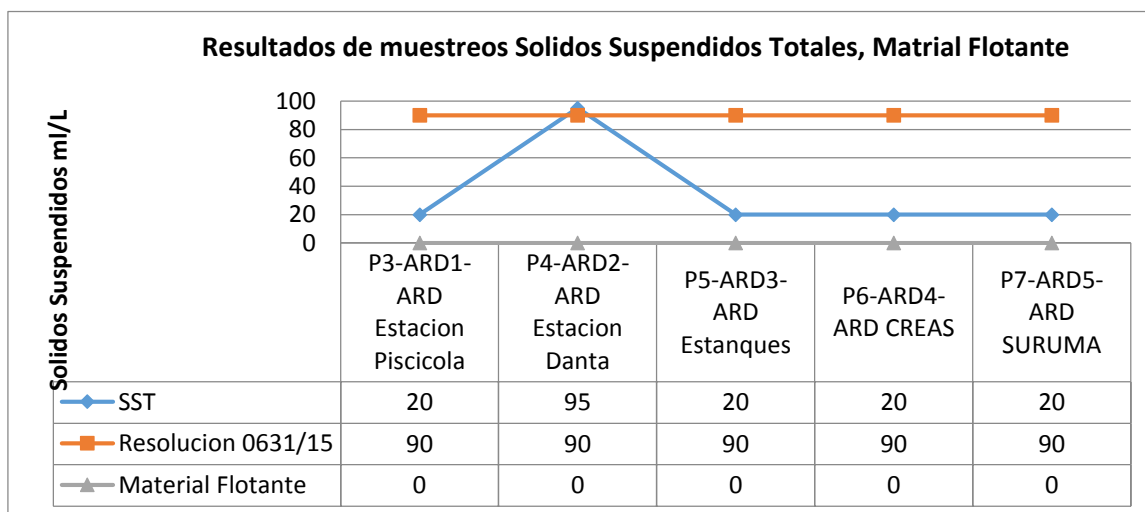 Resultados de muestreos Solidos Suspendidos Totales, Matrial Flotante
Solidos Suspendidos ml/L
100
80
60
40
20
0
P3-ARD1-
ARD
Estacion
Piscicola
P4-ARD2-
ARD
Estacion
Danta
P5-ARD3-
ARD
Estanques
P6-ARD4-
ARD CREAS
P7-ARD5-
ARD
SURUMA
SST 20 95 20 20 20
Resolucion 0631/15 90 90 90 90 90
Material Flotante 0 0 0 0 0